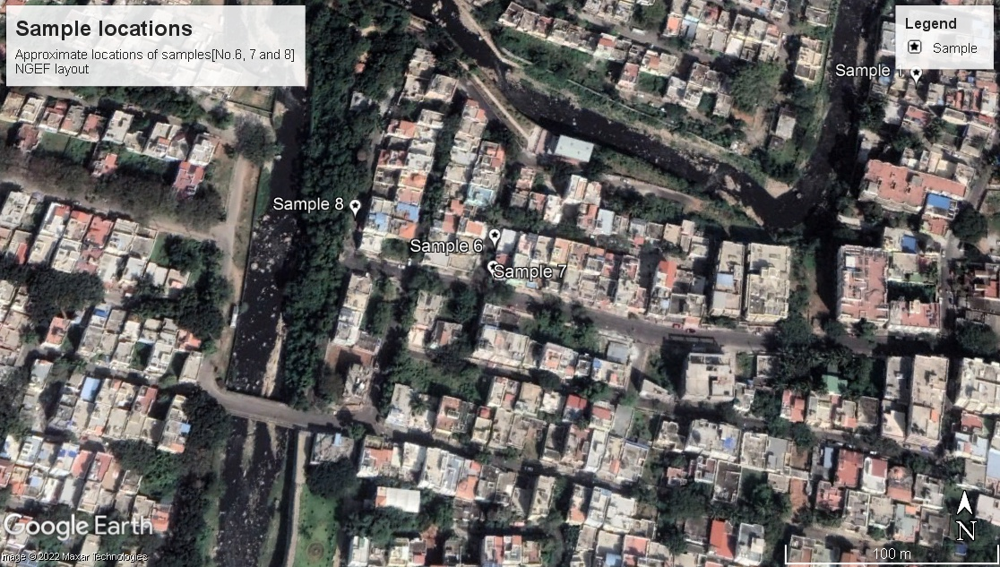 Sample locations
Approximate locations of samples[No.6, 7 and 8]
NGEF layout
Legend
Sample
Sample 1
Sample 8
Sample 6
Sample 7
Google Earth
mage © 2022 Maxar Technologies
100 m
N